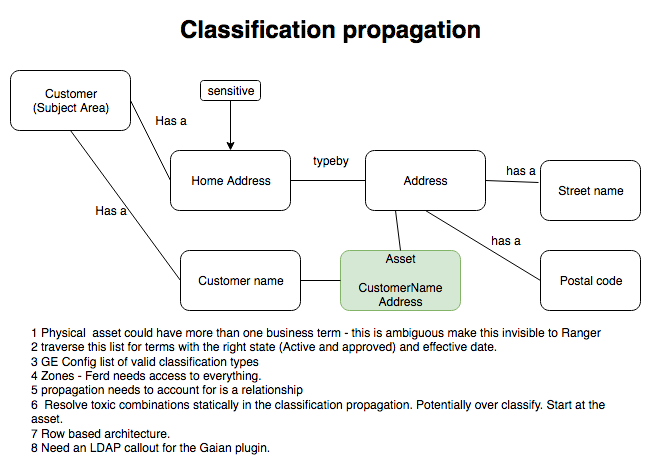 Classification propagation
Customer
(Subject Area)
sensitive
Has a
typeby
Home Address
Address
has a
Street name
Has a
has a
Customer name
Asset
CustomerName
Address
Postal code
1 Physical  asset could have more than one business term - this is ambiguous make this invisible to Ranger
2 traverse this list for terms with the right state (Active and approved) and effective date.
3 GE Config list of valid classification types
4 Zones - Ferd needs access to everything.
5 propagation needs to account for is a relationship
6  Resolve toxic combinations statically in the classification propagation. Potentially over classify. Start at the
asset.
7 Row based architecture.
8 Need an LDAP callout for the Gaian plugin.